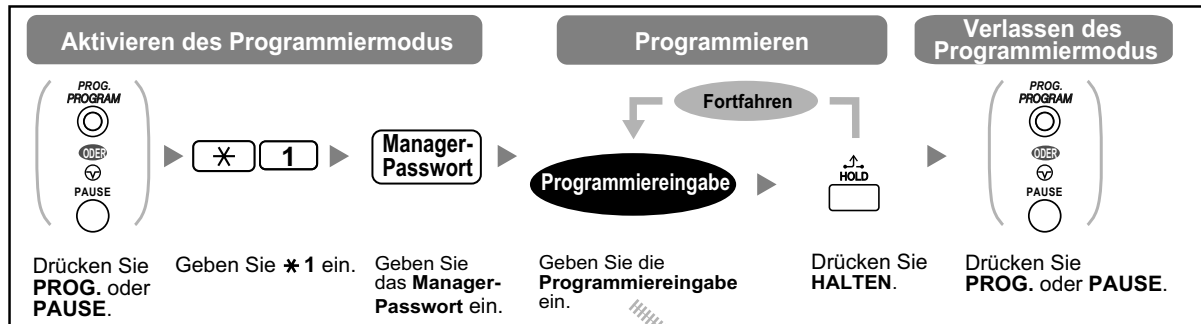 Aktivieren des Programmiermodus
Programmieren
Verlassen des
Programmiermodus
PROG.
PROGRAM
ODER
PAUSE
* 1
Manager-
Passwort
Fortfahren
Programmiereingabe
HOLD
PROG.
PROGRAM
ODER
PAUSE
Drücken Sie
PROG. oder
PAUSE.
Geben Sie * 1 ein.
Geben Sie
das Manager-
Passwort ein.
Geben Sie die
Programmiereingabe
ein.
Drücken Sie
HALTEN.
Drücken Sie
PROG. oder PAUSE.